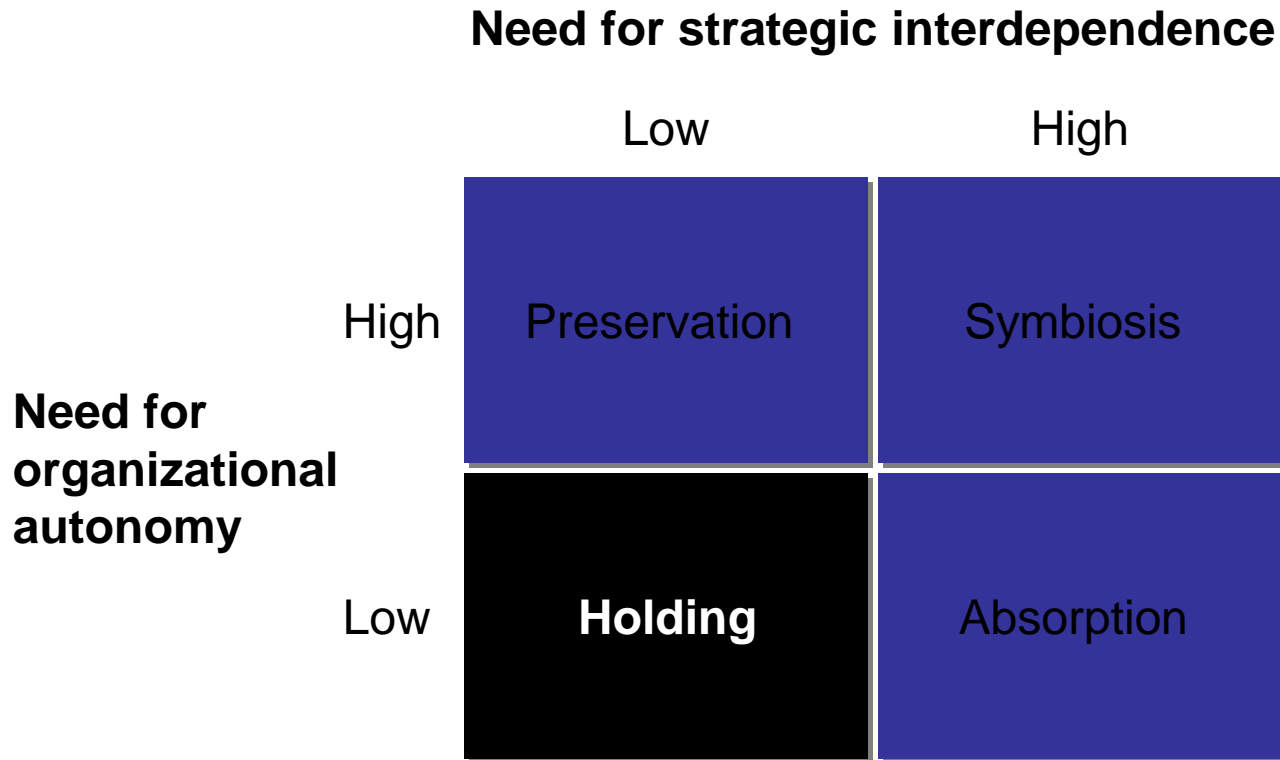 Need for strategic interdependence
Low High
High Preservation Symbiosis
Need for
organizational
autonomy
Low Holding Absorption